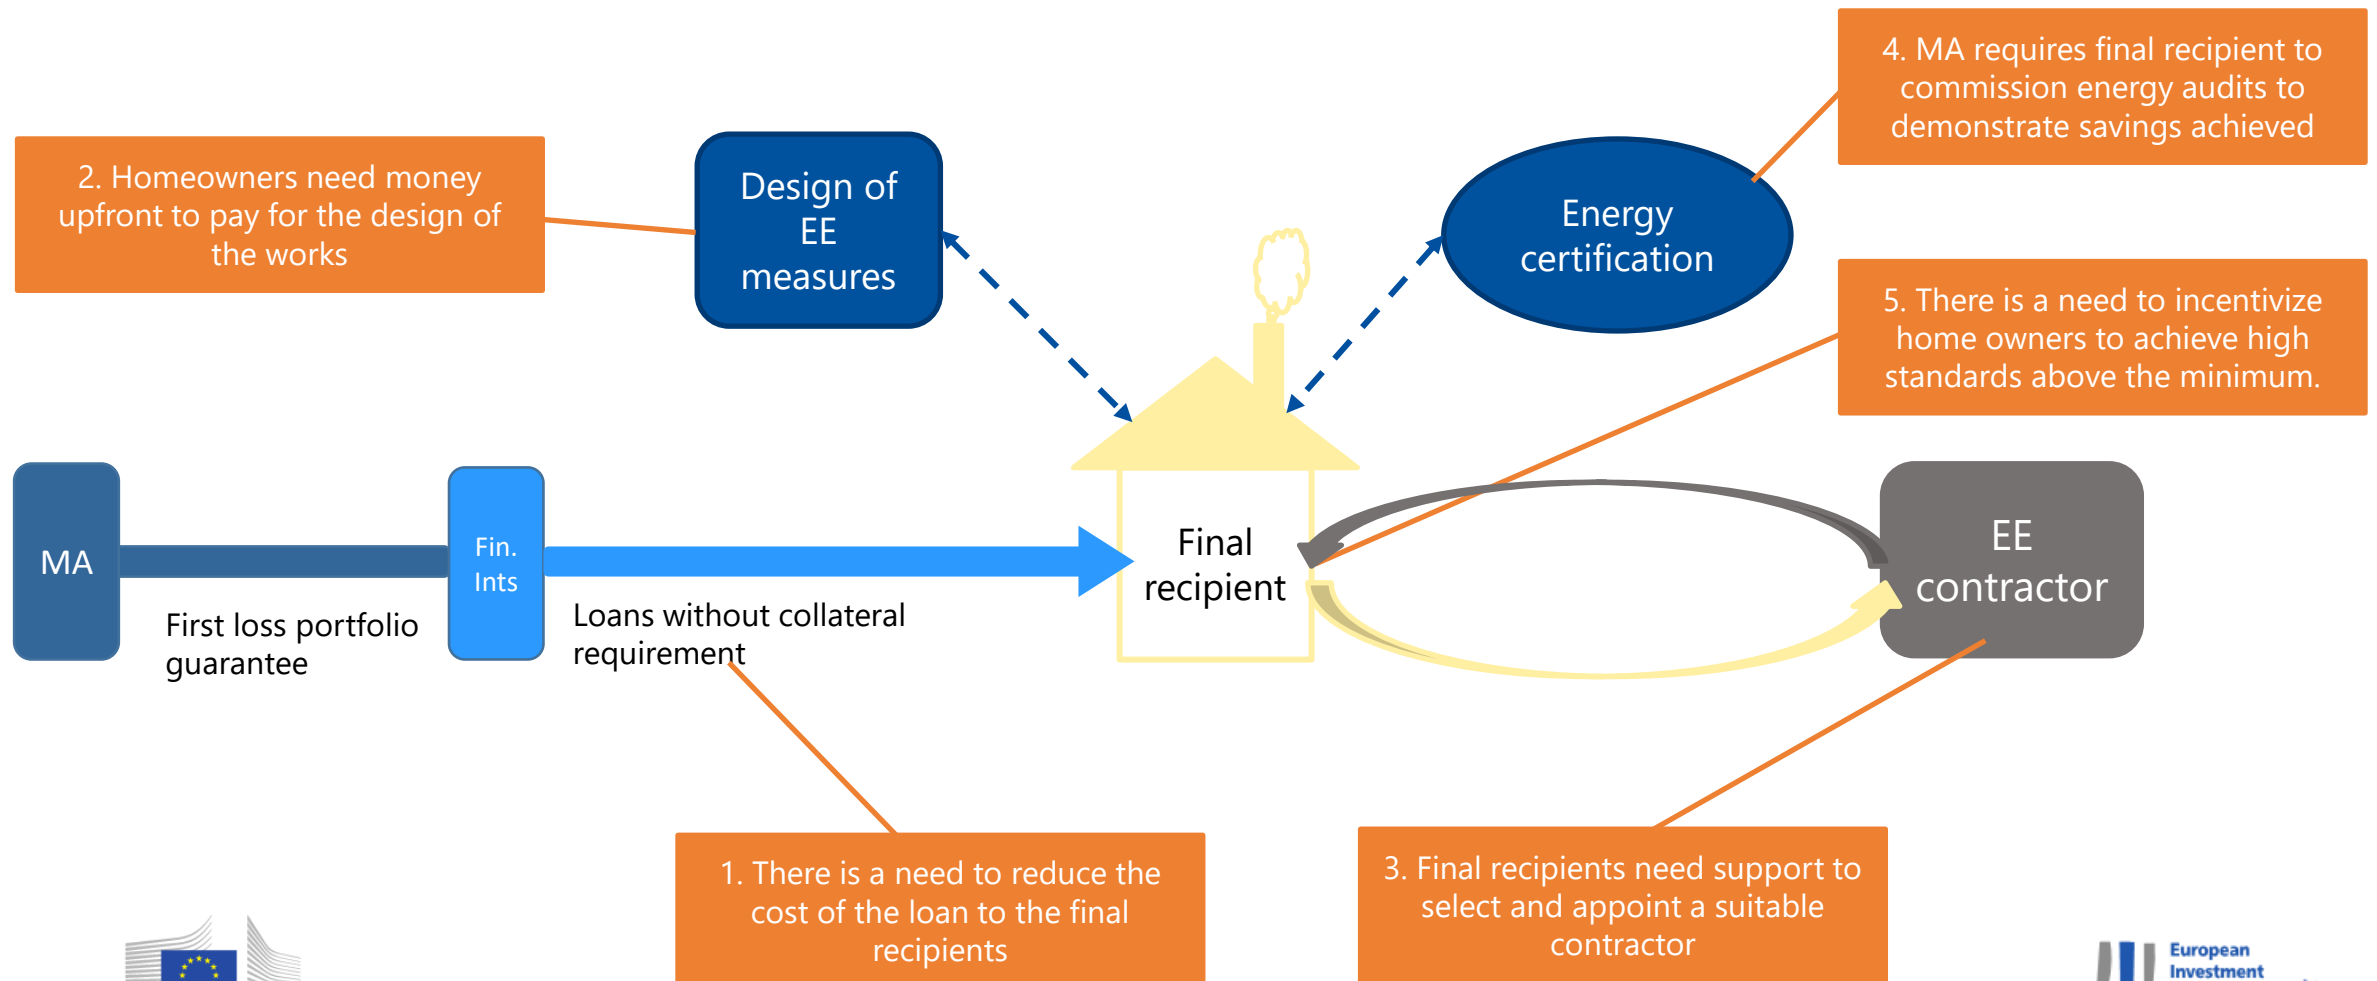 4. MA requires final recipient to
commission energy audits to
demonstrate savings achieved
2. Homeowners need money
upfront to pay for the design of
the works
Design of
EE
measures
Energy
certification
5. There is a need to incentivize
home owners to achieve high
standards above the minimum.
MA
First loss portfolio
guarantee
Fin.
Ints
Loans without collateral
requirement
Final
recipient
EE
contractor
1. There is a need to reduce the
cost of the loan to the final
recipients
3. Final recipients need support to
select and appoint a suitable
contractor
European
Investment